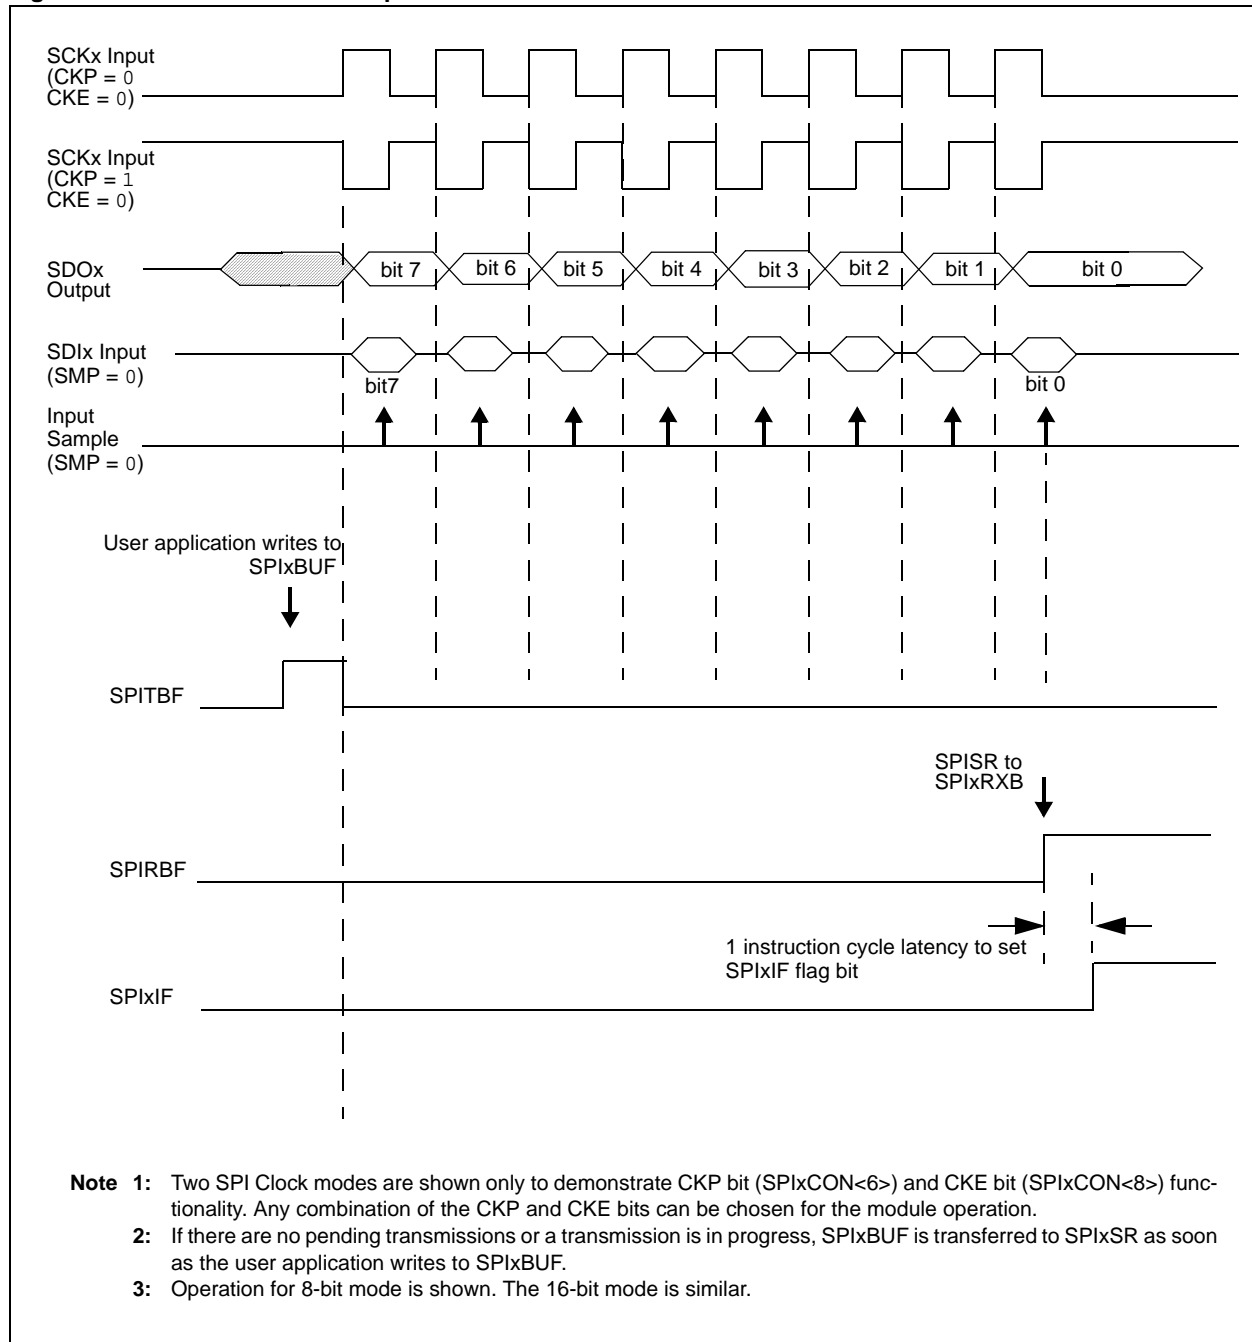 SCKx Input
(CKP = 0
CKE = 0)
SCKx Input
(CKP = 1
CKE = 0)
SDOx
Output
bit 7 bit 6 bit 5 bit 4 bit 3 bit 2 bit 1 bit 0
SDIx Input
(SMP = 0)
bit7 bit 0
Input
Sample
(SMP = 0)
User application writes to
SPIxBUF
SPITBF
SPISR to
SPIxRXB
SPIRBF
1 instruction cycle latency to set
SPIxIF flag bit
SPIxIF
Note 1: Two SPI Clock modes are shown only to demonstrate CKP bit (SPIxCON<6>) and CKE bit (SPIxCON<8>) func-
tionality. Any combination of the CKP and CKE bits can be chosen for the module operation.
2: If there are no pending transmissions or a transmission is in progress, SPIxBUF is transferred to SPIxSR as soon
as the user application writes to SPIxBUF.
3: Operation for 8-bit mode is shown. The 16-bit mode is similar.